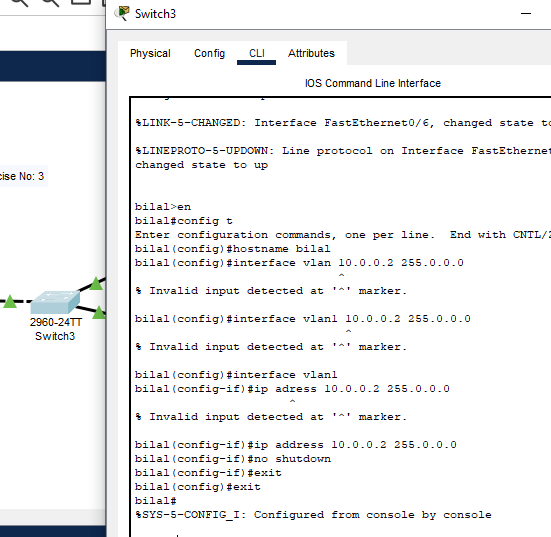 Switch3
Physical Config CLI Attributes
IOS Command Line Interface
%LINK-5-CHANGED: Interface FastEthernet0/6, changed state to
%LINEPROTO-5-UPDOWN: Line protocol on Interface FastEthernet
changed state to up
bilal>en
bilal#config t
Enter configuration commands, one per line.  End with CNTL/Z
bilal(config)#hostname bilal
bilal(config)#interface vlan 10.0.0.2 255.0.0.0
^
% Invalid input detected at '^' marker.
bilal(config)#interface vlan1 10.0.0.2 255.0.0.0
^
% Invalid input detected at '^' marker.
bilal(config)#interface vlan1
bilal(config-if)#ip adress 10.0.0.2 255.0.0.0
^
% Invalid input detected at '^' marker.
bilal(config-if)#ip address 10.0.0.2 255.0.0.0
bilal(config-if)#no shutdown
bilal(config-if)#exit
bilal(config)#exit
bilal#
%SYS-5-CONFIG_I: Configured from console by console
cise No: 3
2960-24TT
Switch3